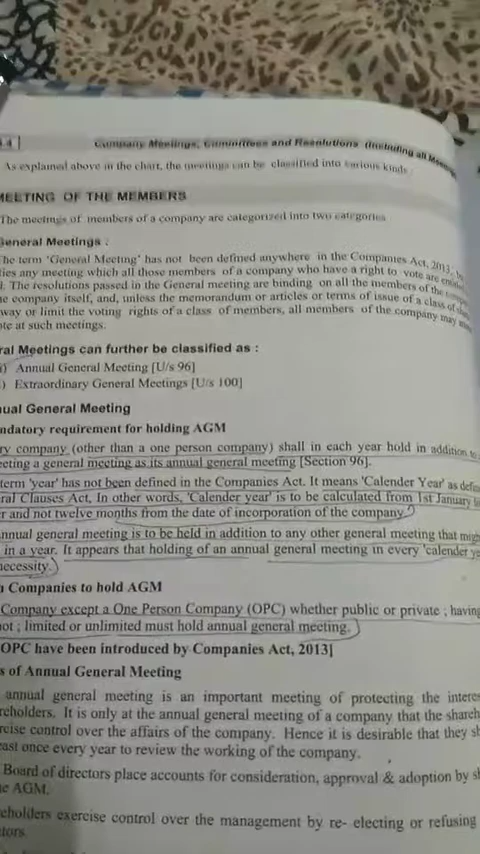 Company Meetings, Committees and Resolutions (Including all
As explained above in the chart, the meetings can be classified into various kinds
MEETING OF THE MEMBERS
The meetings of members of a company are categorized into two categories
General Meetings :
he term 'General Meeting' has not been defined anywhere in the Companies Act, 2013,
ies any meeting which all those members of a company who have a right to vote are
. The resolutions passed in the General meeting are binding on all the members of the
e company itself, and, unless the memorandum or articles or terms of issue of a class of
way or limit the voting rights of a class of members, all members of the company may
te at such meetings.
ral Meetings can further be classified as :
) Annual General Meeting [U/s 96]
) Extraordinary General Meetings [U/s 100]
ual General Meeting
ndatory requirement for holding AGM
ry company (other than a one person company) shall in each year hold in addition to
eting a general meeting as its annual general meeting [Section 96].
term 'year' has not been defined in the Companies Act. It means 'Calender Year' as
ral Clauses Act, In other words, 'Calender year' is to be calculated from 1st January
r and not twelve months from the date of incorporation of the company.
nnual general meeting is to be held in addition to any other general meeting that
in a year. It appears that holding of an annual general meeting in every 'calender
necessity.
Companies to hold AGM
Company except a One Person Company (OPC) whether public or private ; having
not ; limited or unlimited must hold annual general meeting.
OPC have been introduced by Companies Act, 2013]
s of Annual General Meeting
annual general meeting is an important meeting of protecting the
reholders. It is only at the annual general meeting of a company that the
rcise control over the affairs of the company. Hence it is desirable that they
east once every year to review the working of the company.
Board of directors place accounts for consideration, approval & adoption by
e AGM.
eholders exercise control over the management by re- electing or refusing
tors.